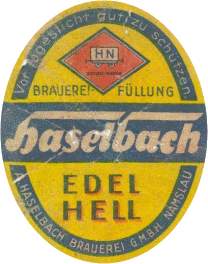 Vor Tageslicht gut zu schützen
HN
BRAUEREI- FÜLLUNG
Haselbach
EDEL
HELL
A. HASELBACH BRAUEREI G.M.B.H. NAMSLAU